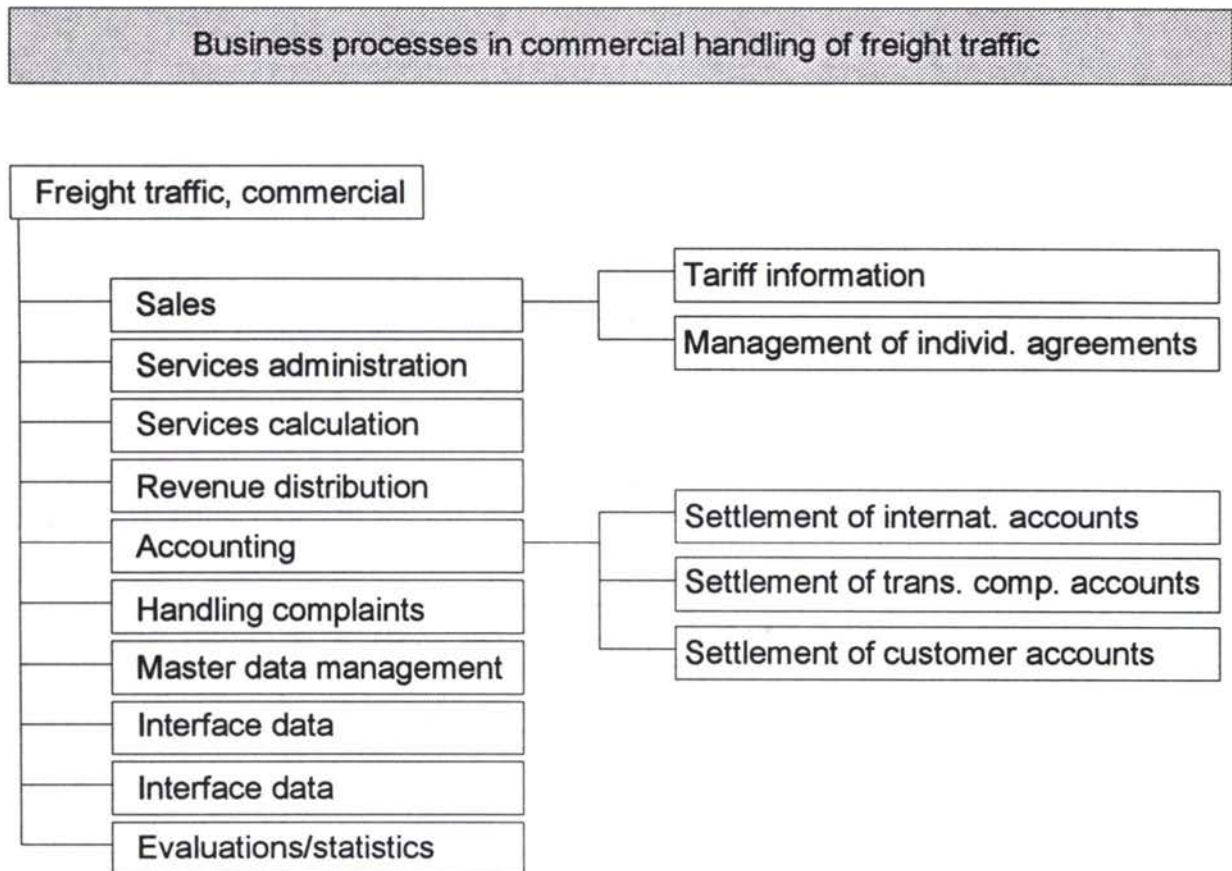 Business processes in commercial handling of freight traffic
Freight traffic, commercial
Sales
Tariff information
Management of individ. agreements
Services administration
Services calculation
Revenue distribution
Accounting
Settlement of internat. accounts
Settlement of trans. comp. accounts
Settlement of customer accounts
Handling complaints
Master data management
Interface data
Interface data
Evaluations/statistics